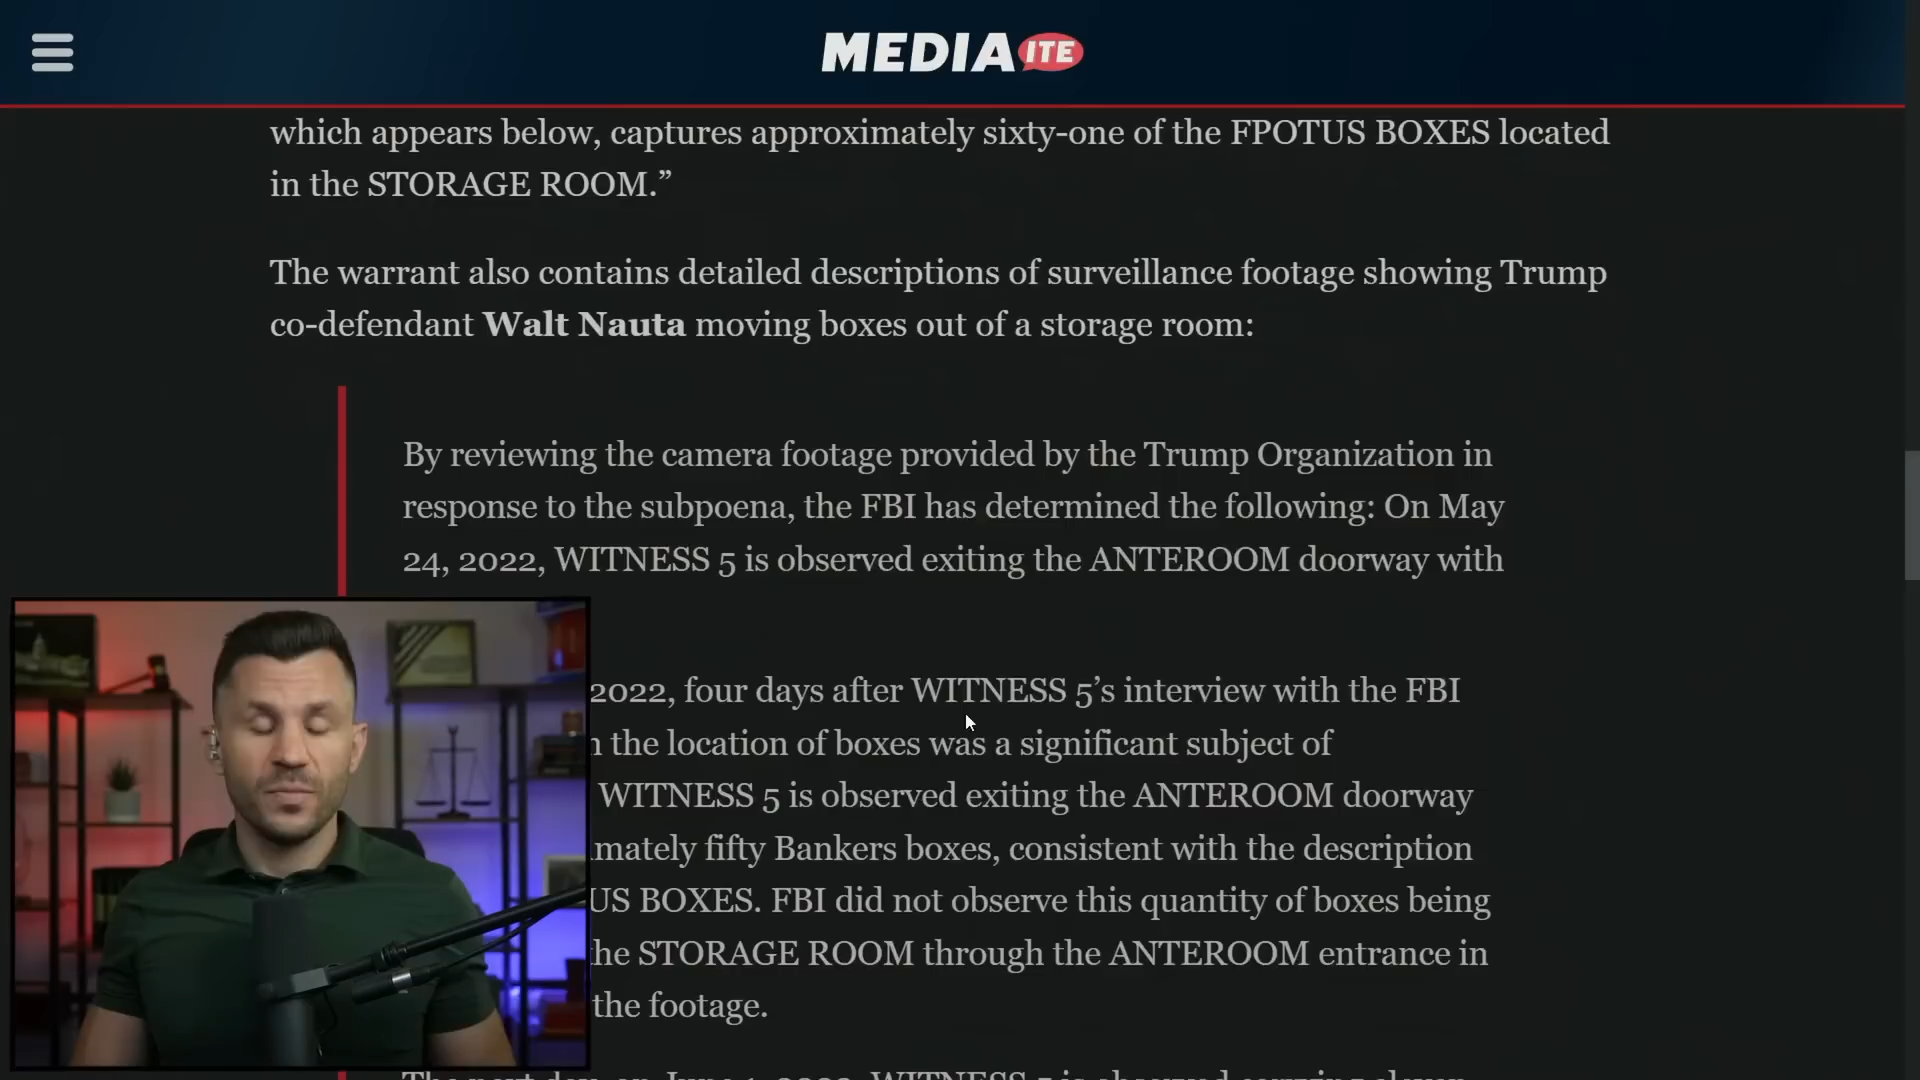 MEDIAITE
which appears below, captures approximately sixty-one of the FPOTUS BOXES located
in the STORAGE ROOM.”
The warrant also contains detailed descriptions of surveillance footage showing Trump
co-defendant Walt Nauta moving boxes out of a storage room:
By reviewing the camera footage provided by the Trump Organization in
response to the subpoena, the FBI has determined the following: On May
24, 2022, WITNESS 5 is observed exiting the ANTEROOM doorway with
2022, four days after WITNESS 5’s interview with the FBI
the location of boxes was a significant subject of
WITNESS 5 is observed exiting the ANTEROOM doorway
mately fifty Bankers boxes, consistent with the description
US BOXES. FBI did not observe this quantity of boxes being
the STORAGE ROOM through the ANTEROOM entrance in
the footage.